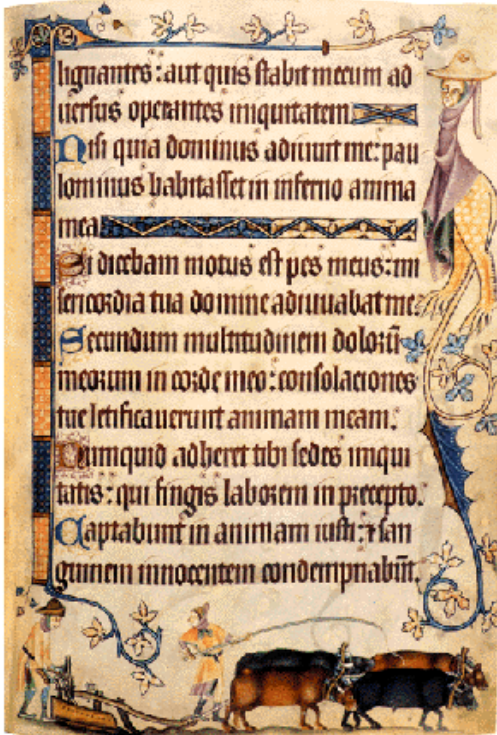 lignantes: aut quis stabit mecum ad
uersus operantes iniquitatem
Nisi quia dominus adiuuit me: pau
lominus habitasset in inferno anima
mea
Si dicebam motus est pes meus: mi
sericordia tua domine adiuuabat me:
Secundum multitudinem dolorū
meorum in corde meo: consolaciones
tue letificauerunt animam meam:
Numquid adheret tibi sedes iniqui
tatis: qui fingis laborem in precepto.
Captabunt in animam iusti: ⁊ san
guinem innocentem condempnabūt.